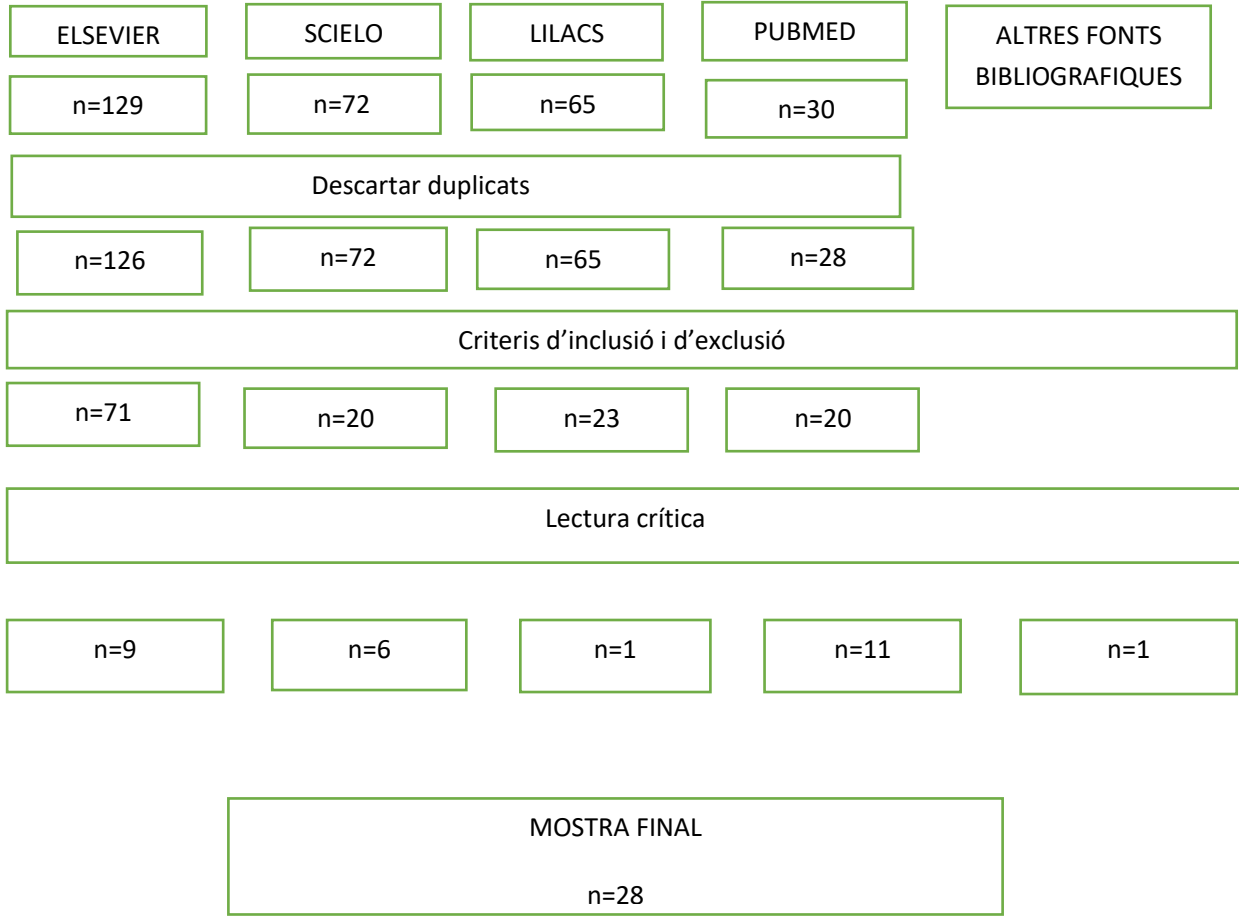 ELSEVIER
SCIELO
LILACS
PUBMED
ALTRES FONTS
BIBLIOGRAFIQUES
n=129
n=72
n=65
n=30
Descartar duplicats
n=126
n=72
n=65
n=28
Criteris d’inclusió i d’exclusió
n=71
n=20
n=23
n=20
Lectura crítica
n=9
n=6
n=1
n=11
n=1
MOSTRA FINAL
n=28